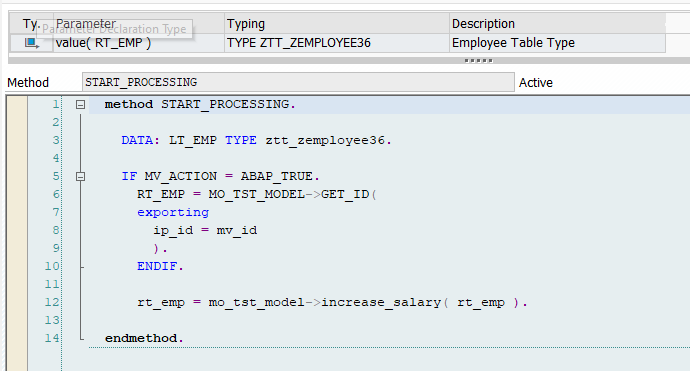 Ty. Parameter Typing Description
Parameter Declaration Type
value( RT_EMP ) TYPE ZTT_ZEMPLOYEE36 Employee Table Type
Method START_PROCESSING Active
1 method START_PROCESSING.
2
3 DATA: LT_EMP TYPE ztt_zemployee36.
4
5 IF MV_ACTION = ABAP_TRUE.
6 RT_EMP = MO_TST_MODEL->GET_ID(
7 exporting
8 ip_id = mv_id
9 ).
10 ENDIF.
11
12 rt_emp = mo_tst_model->increase_salary( rt_emp ).
13
14 endmethod.